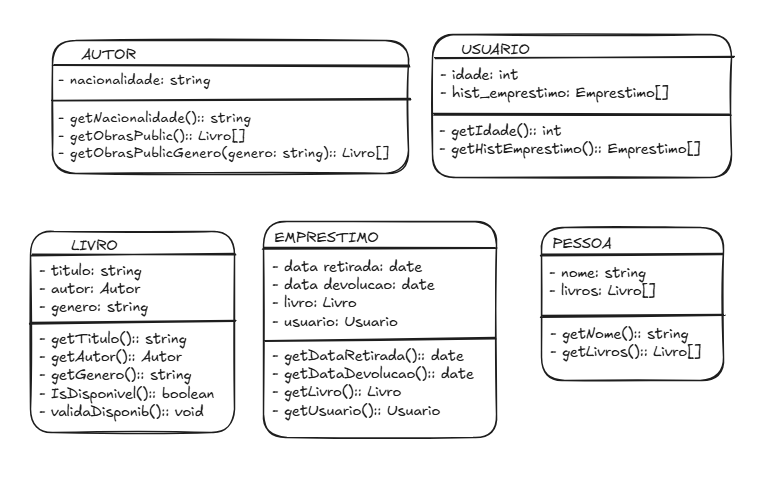 AUTOR
- nacionalidade: string
- getNacionalidade():: string
- getObrasPublic():: Livro[]
- getObrasPublicGenero(genero: string):: Livro[]
USUARIO
- idade: int
- hist_emprestimo: Emprestimo[]
- getIdade():: int
- getHistEmprestimo():: Emprestimo[]
LIVRO
- titulo: string
- autor: Autor
- genero: string
- getTitulo():: string
- getAutor():: Autor
- getGenero():: string
- IsDisponivel():: boolean
- validaDisponib():: void
EMPRESTIMO
- data retirada: date
- data devolucao: date
- livro: Livro
- usuario: Usuario
- getDataRetirada():: date
- getDataDevolucao():: date
- getLivro():: Livro
- getUsuario():: Usuario
PESSOA
- nome: string
- livros: Livro[]
- getNome():: string
- getLivros():: Livro[]